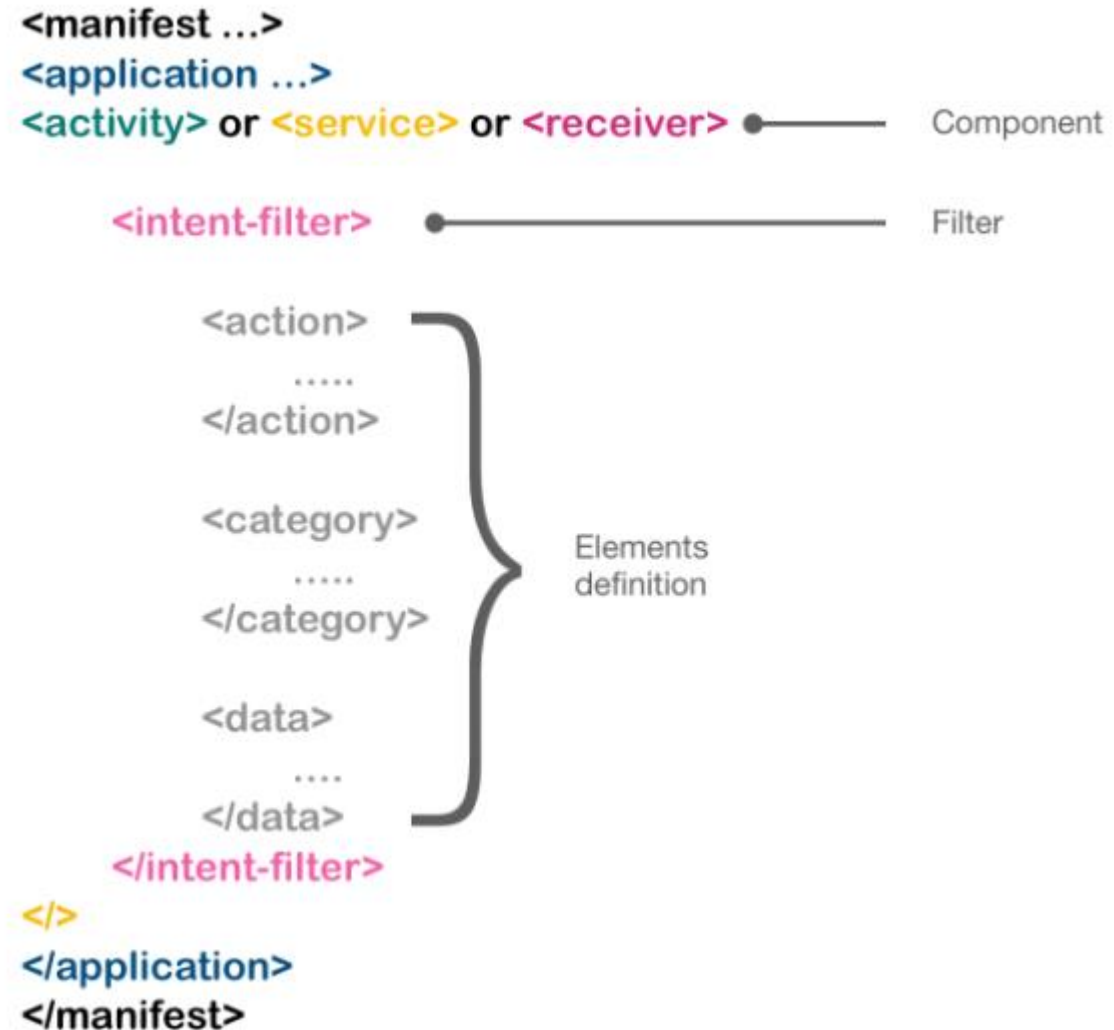 <manifest ...>
<application ...>
<activity> or <service> or <receiver> Component
<intent-filter> Filter
<action>
.....
</action>
<category>
.....
</category>
Elements
definition
<data>
....
</data>
</intent-filter>
</>
</application>
</manifest>